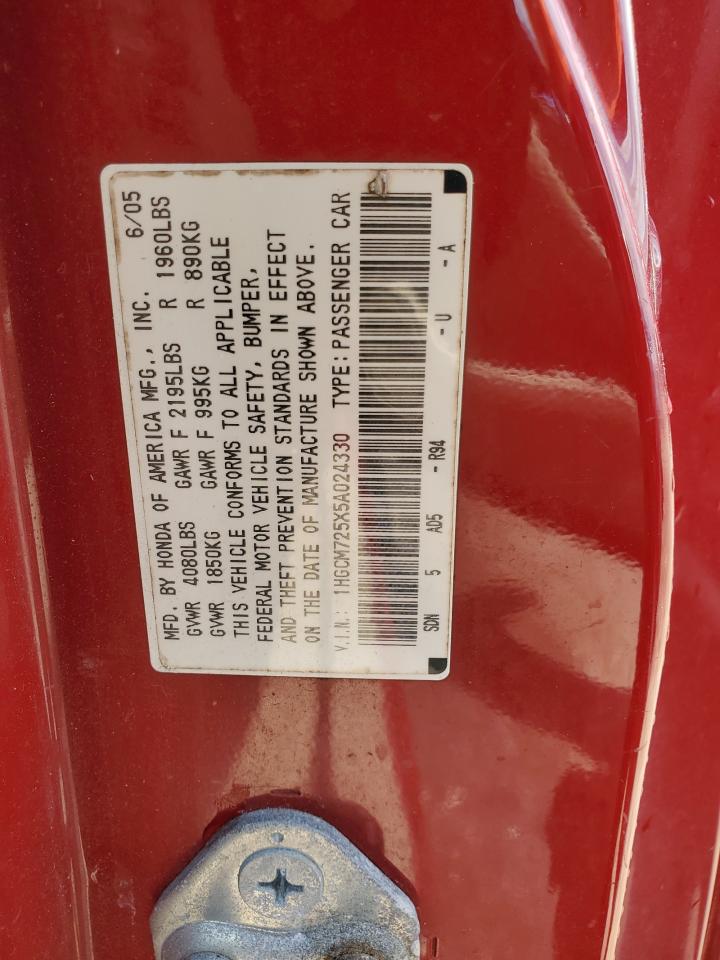 MFD. BY HONDA OF AMERICA MFG., INC. 6/05
GVWR 4080LBS GAWR F 2195LBS R 1960LBS
GVWR 1850KG GAWR F 995KG R 890KG
THIS VEHICLE CONFORMS TO ALL APPLICABLE
FEDERAL MOTOR VEHICLE SAFETY, BUMPER,
AND THEFT PREVENTION STANDARDS IN EFFECT
ON THE DATE OF MANUFACTURE SHOWN ABOVE.
V.I.N.: 1HGCM725X5A024330 TYPE: PASSENGER CAR
SDN 5 AD5 - R94 - U - A